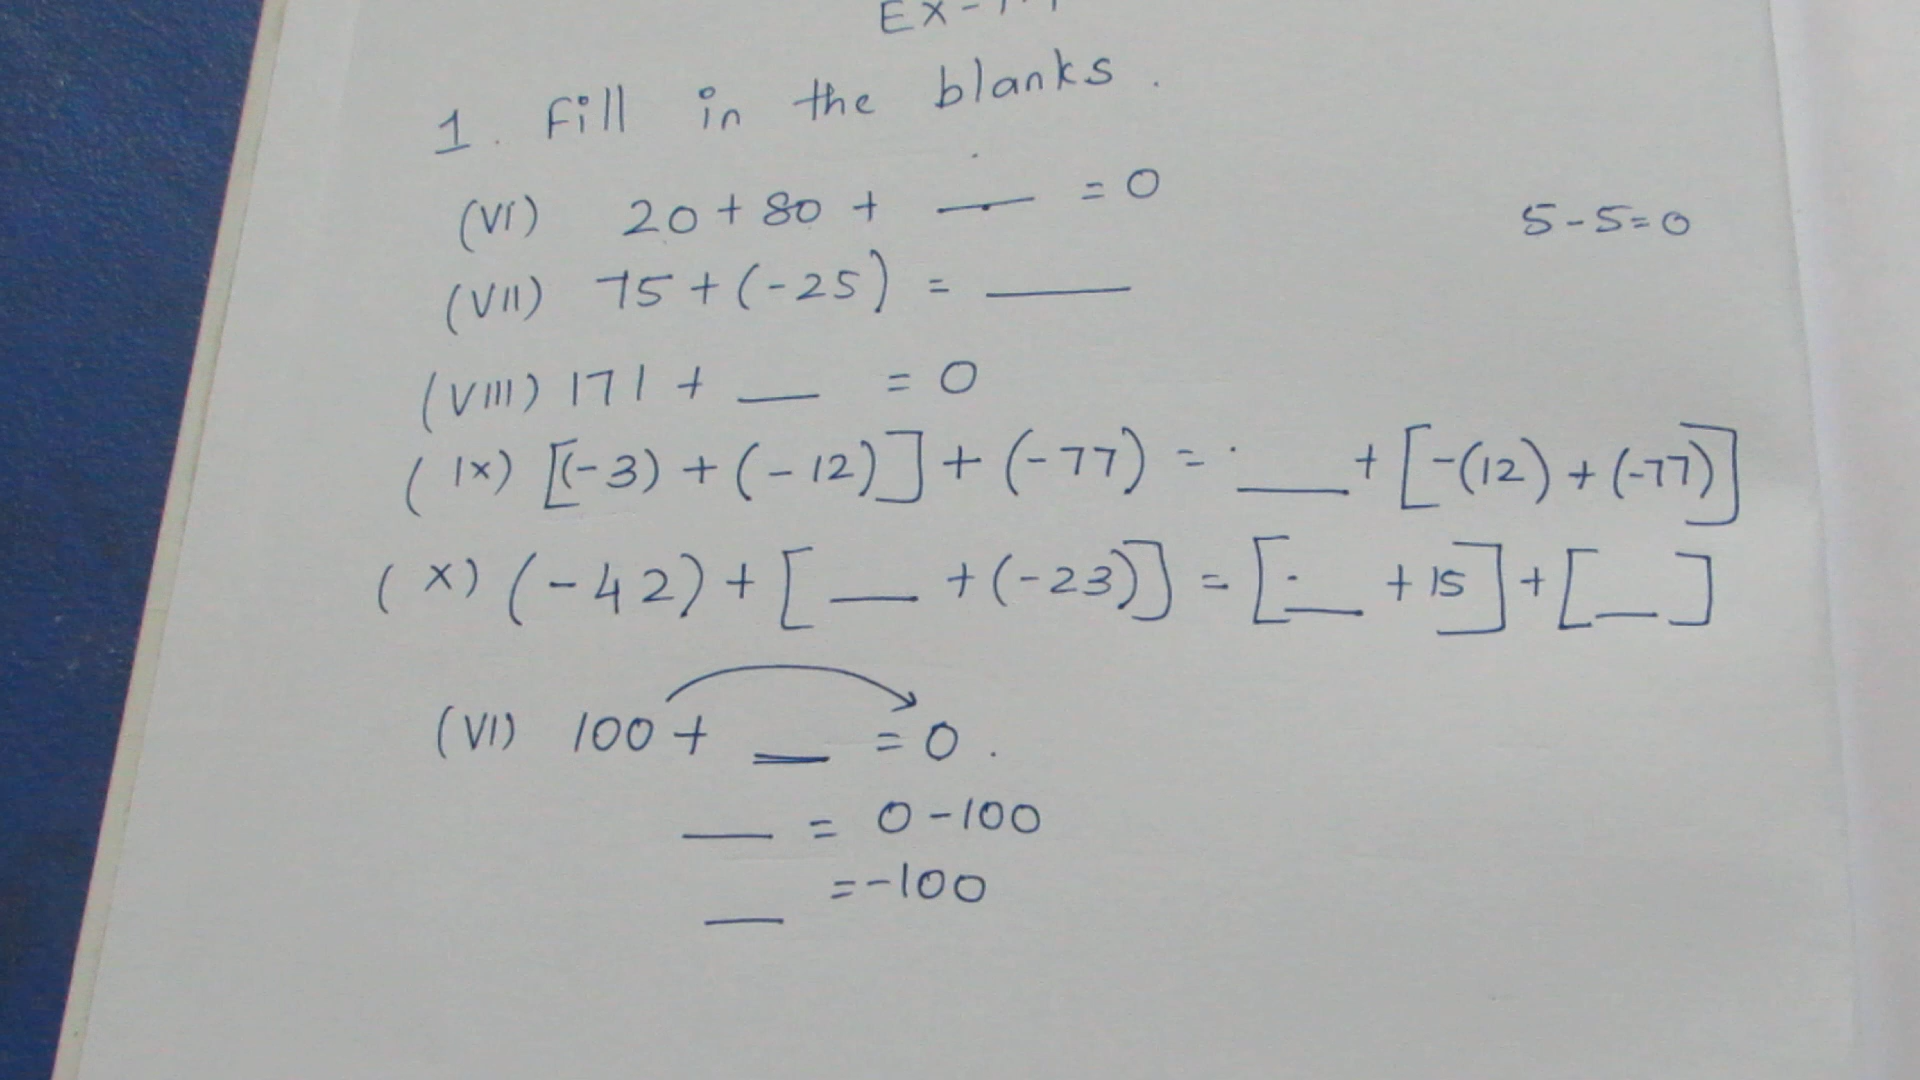 Ex-
1. Fill in the blanks.
(VI) 20 + 80 + ___ = 0
5-5=0
(VII) 75 + (-25) = ___
(VIII) 171 + ___ = 0
(IX) [(-3) + (-12)] + (-77) = ___ + [-(12) + (-77)]
(X) (-42) + [ ___ + (-23)] = [ ___ + 15] + [ ___ ]
(VI) 100 + ___ = 0.
___ = 0 - 100
___ = -100